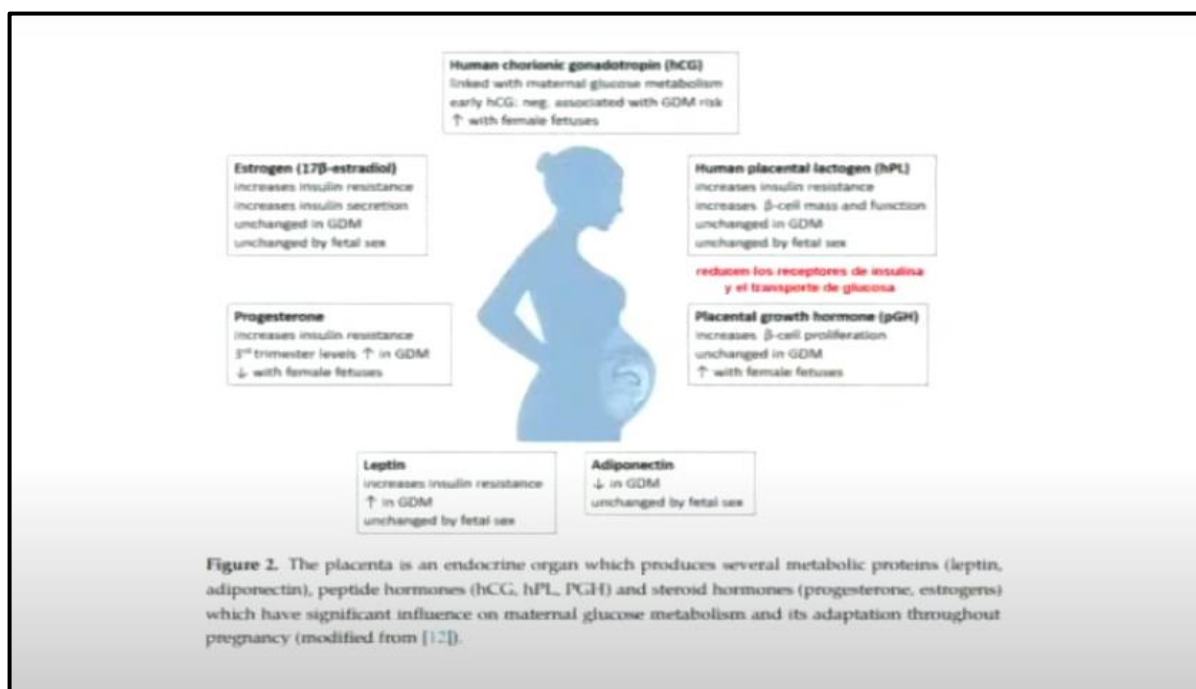 Human chorionic gonadotropin (hCG)
linked with maternal glucose metabolism
early hCG: neg. associated with GDM risk
↑ with female fetuses
Estrogen (17β-estradiol)
increases insulin resistance
increases insulin secretion
unchanged in GDM
unchanged by fetal sex
Human placental lactogen (hPL)
increases insulin resistance
increases β-cell mass and function
unchanged in GDM
unchanged by fetal sex
reducen los receptores de insulina
y el transporte de glucosa
Progesterone
increases insulin resistance
3rd trimester levels ↑ in GDM
↓ with female fetuses
Placental growth hormone (pGH)
increases β-cell proliferation
unchanged in GDM
↑ with female fetuses
Leptin
increases insulin resistance
↑ in GDM
unchanged by fetal sex
Adiponectin
↓ in GDM
unchanged by fetal sex
Figure 2. The placenta is an endocrine organ which produces several metabolic proteins (leptin,
adiponectin), peptide hormones (hCG, hPL, PGH) and steroid hormones (progesterone, estrogens)
which have significant influence on maternal glucose metabolism and its adaptation throughout
pregnancy (modified from [12]).